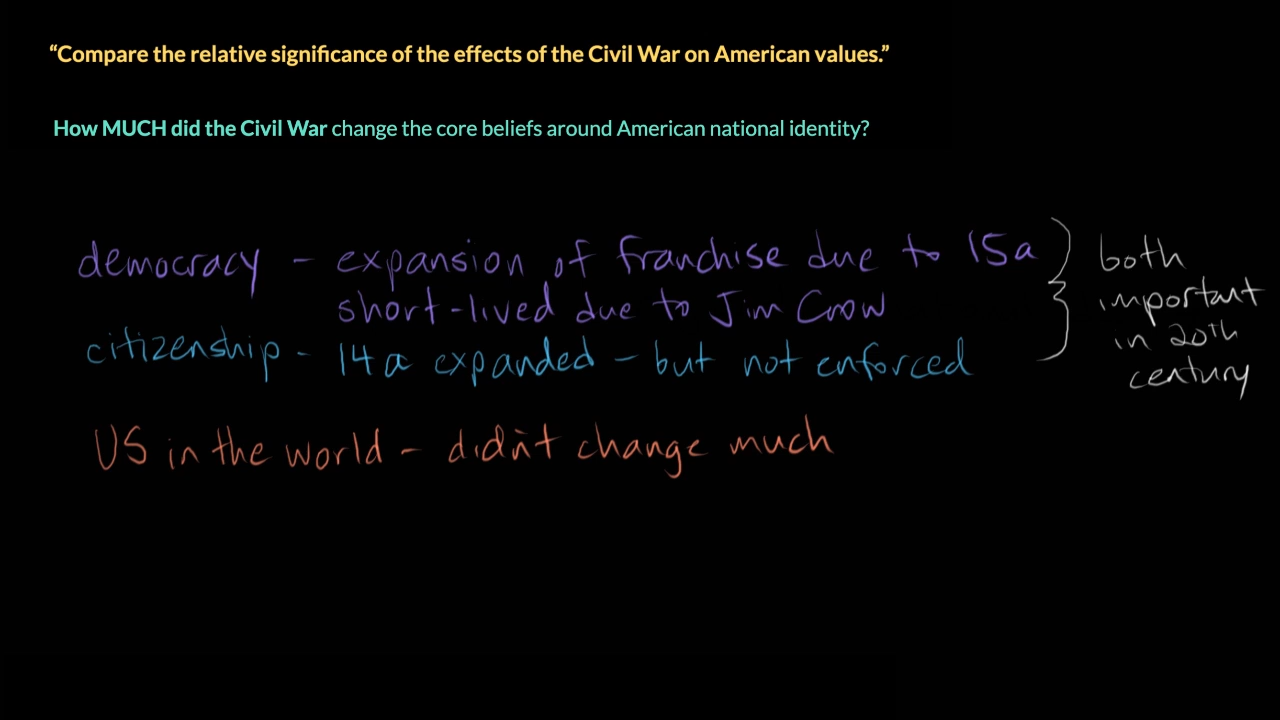 “Compare the relative significance of the effects of the Civil War on American values.”
How MUCH did the Civil War change the core beliefs around American national identity?
democracy - expansion of franchise due to 15a
short-lived due to Jim Crow
citizenship - 14a expanded - but not enforced
both
important
in 20th
century
US in the world - didn't change much